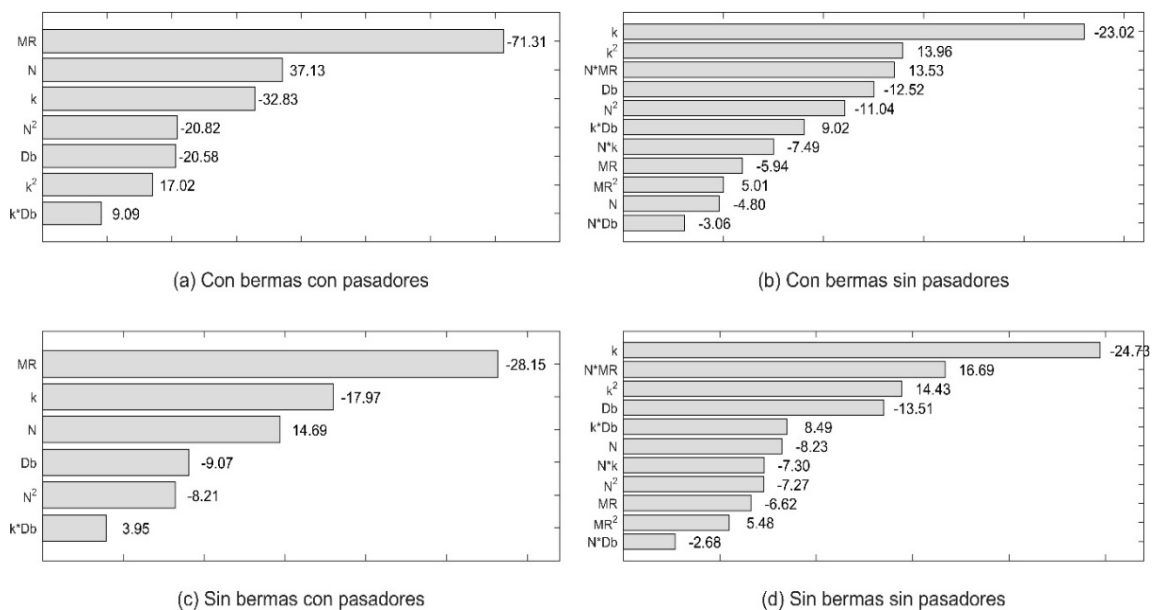 MR -71.31
N 37.13
k -32.83
N² -20.82
Db -20.58
k² 17.02
k*Db 9.09
(a) Con bermas con pasadores
k -23.02
k² 13.96
N*MR 13.53
Db -12.52
N² -11.04
k*Db 9.02
N*k -7.49
MR -5.94
MR² 5.01
N -4.80
N*Db -3.06
(b) Con bermas sin pasadores
MR -28.15
k -17.97
N 14.69
Db -9.07
N² -8.21
k*Db 3.95
(c) Sin bermas con pasadores
k -24.73
N*MR 16.69
k² 14.43
Db -13.51
k*Db 8.49
N -8.23
N*k -7.30
N² -7.27
MR -6.62
MR² 5.48
N*Db -2.68
(d) Sin bermas sin pasadores